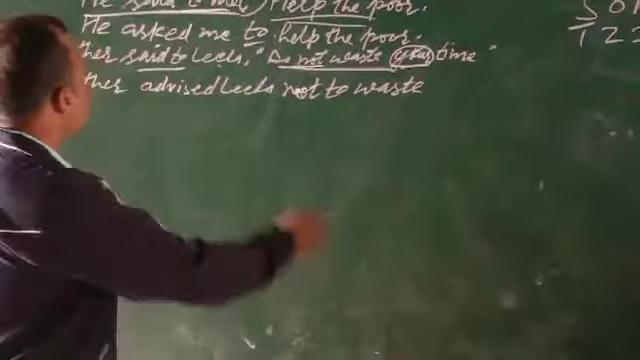 He said to me, Help the poor.
He asked me to help the poor.
ther said to Leela, "Do not waste your time"
ther advised Leela not to waste